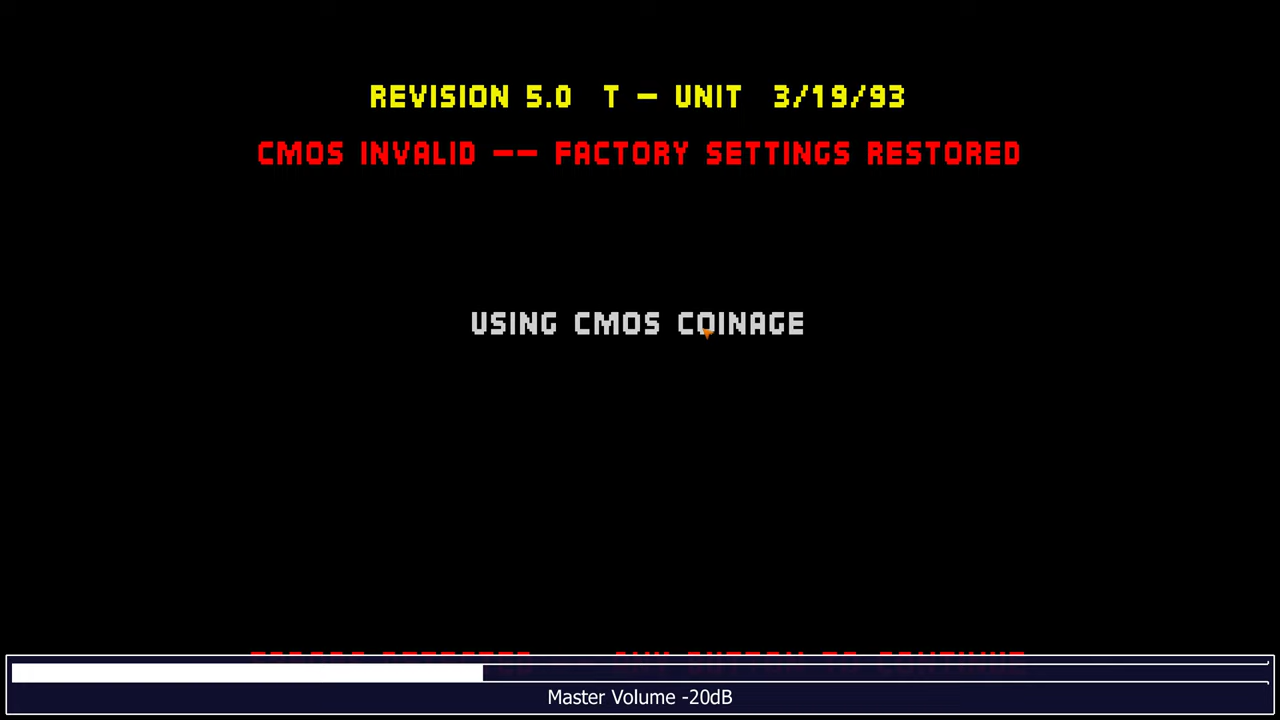 REVISION 5.0 T - UNIT 3/19/93
CMOS INVALID -- FACTORY SETTINGS RESTORED
USING CMOS COINAGE
Master Volume -20dB